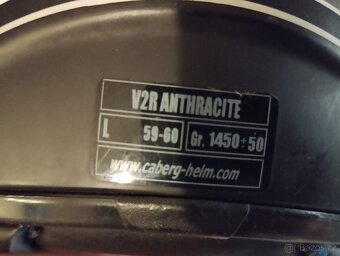 V2R ANTHRACITE
L 59-60 Gr. 1450±50
www.caberg-helm.com